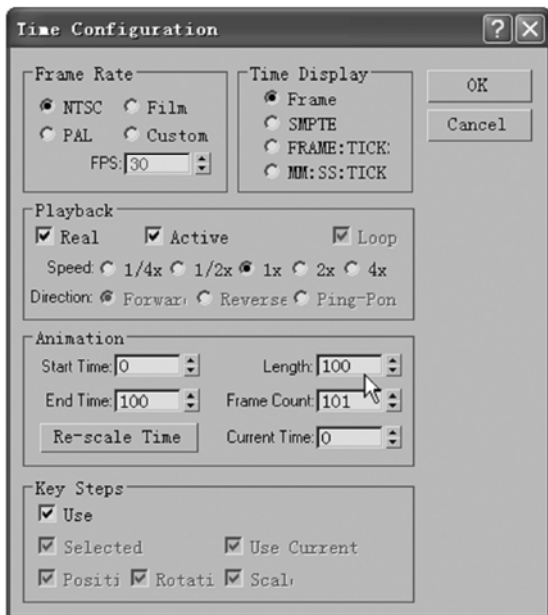 Time Configuration
Frame Rate
NTSC Film
PAL Custom
FPS: 30
Time Display
Frame
SMPTE
FRAME:TICK:
MM:SS:TICK
OK
Cancel
Playback
Real Active Loop
Speed: 1/4x 1/2x 1x 2x 4x
Direction: Forwar Reverse Ping-Pon
Animation
Start Time: 0 Length: 100
End Time: 100 Frame Count: 101
Re-scale Time Current Time: 0
Key Steps
Use
Selected Use Current
Positi Rotati Scal